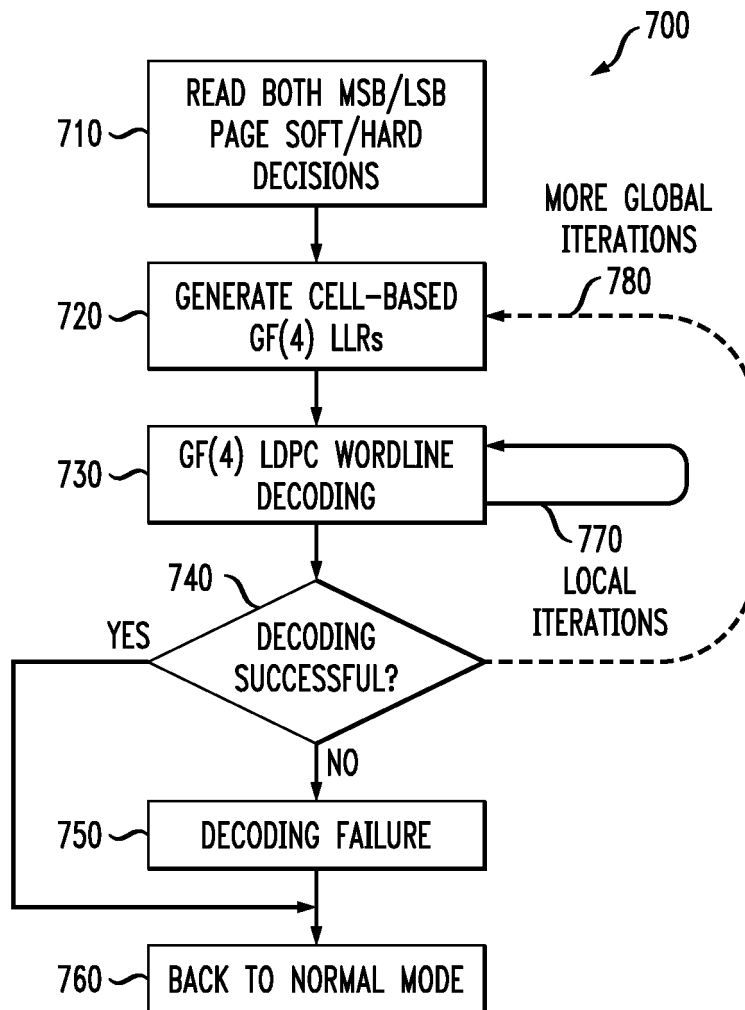 700
READ BOTH MSB/LSB
PAGE SOFT/HARD
DECISIONS
710
MORE GLOBAL
ITERATIONS
780
GENERATE CELL-BASED
GF(4) LLRs
720
GF(4) LDPC WORDLINE
DECODING
730
770
LOCAL
ITERATIONS
740
YES
DECODING
SUCCESSFUL?
NO
750
DECODING FAILURE
760
BACK TO NORMAL MODE